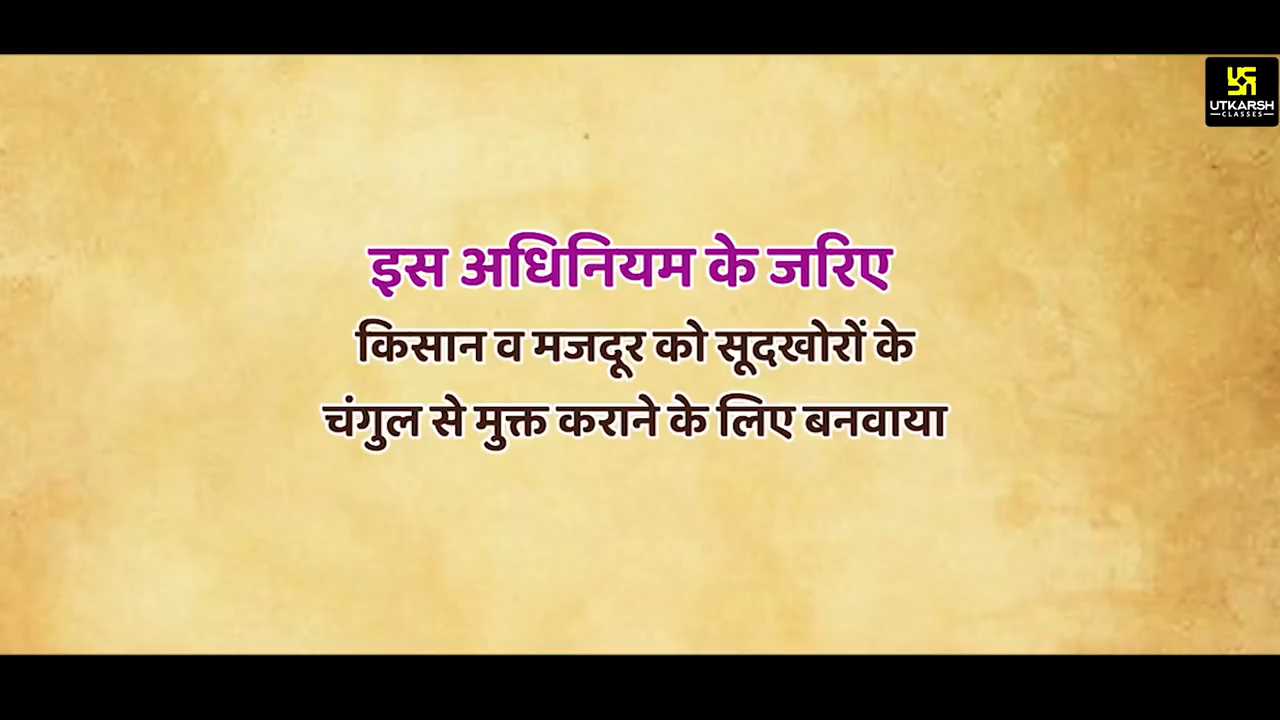 UTKARSH
CLASSES
इस अधिनियम के जरिए
किसान व मजदूर को सूदखोरों के
चंगुल से मुक्त कराने के लिए बनवाया